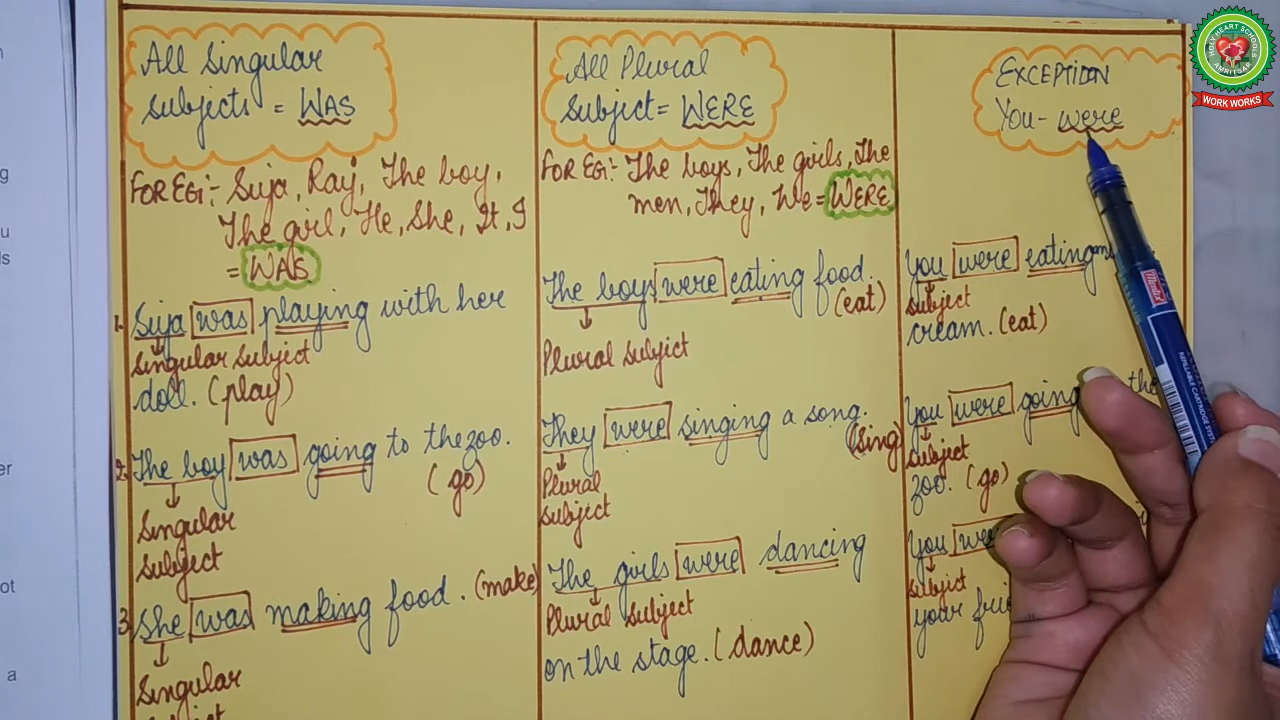 All Singular
Subjects = WAS
FOR EG:- Suja, Raj, The boy,
The girl, He, She, It, I
= WAS
1. Suja was playing with her
Singular Subject
doll. (play)
2. The boy was going to the zoo.
(go)
Singular
Subject
3. She was making food. (make)
Singular
All Plural
Subject = WERE
FOR EG:- The boys, The girls, The
men, They, We = WERE
The boys were eating food.
(eat)
Plural Subject
They were singing a song.
(sing)
Plural
Subject
The girls were dancing
Plural Subject
on the stage. (dance)
EXCEPTION
You - were
You were eating
subject
cream. (eat)
You were going the
subject
zoo. (go)
You
subject
your
HOLY HEART SCHOOLS
AMRITSAR
WORK WORKS